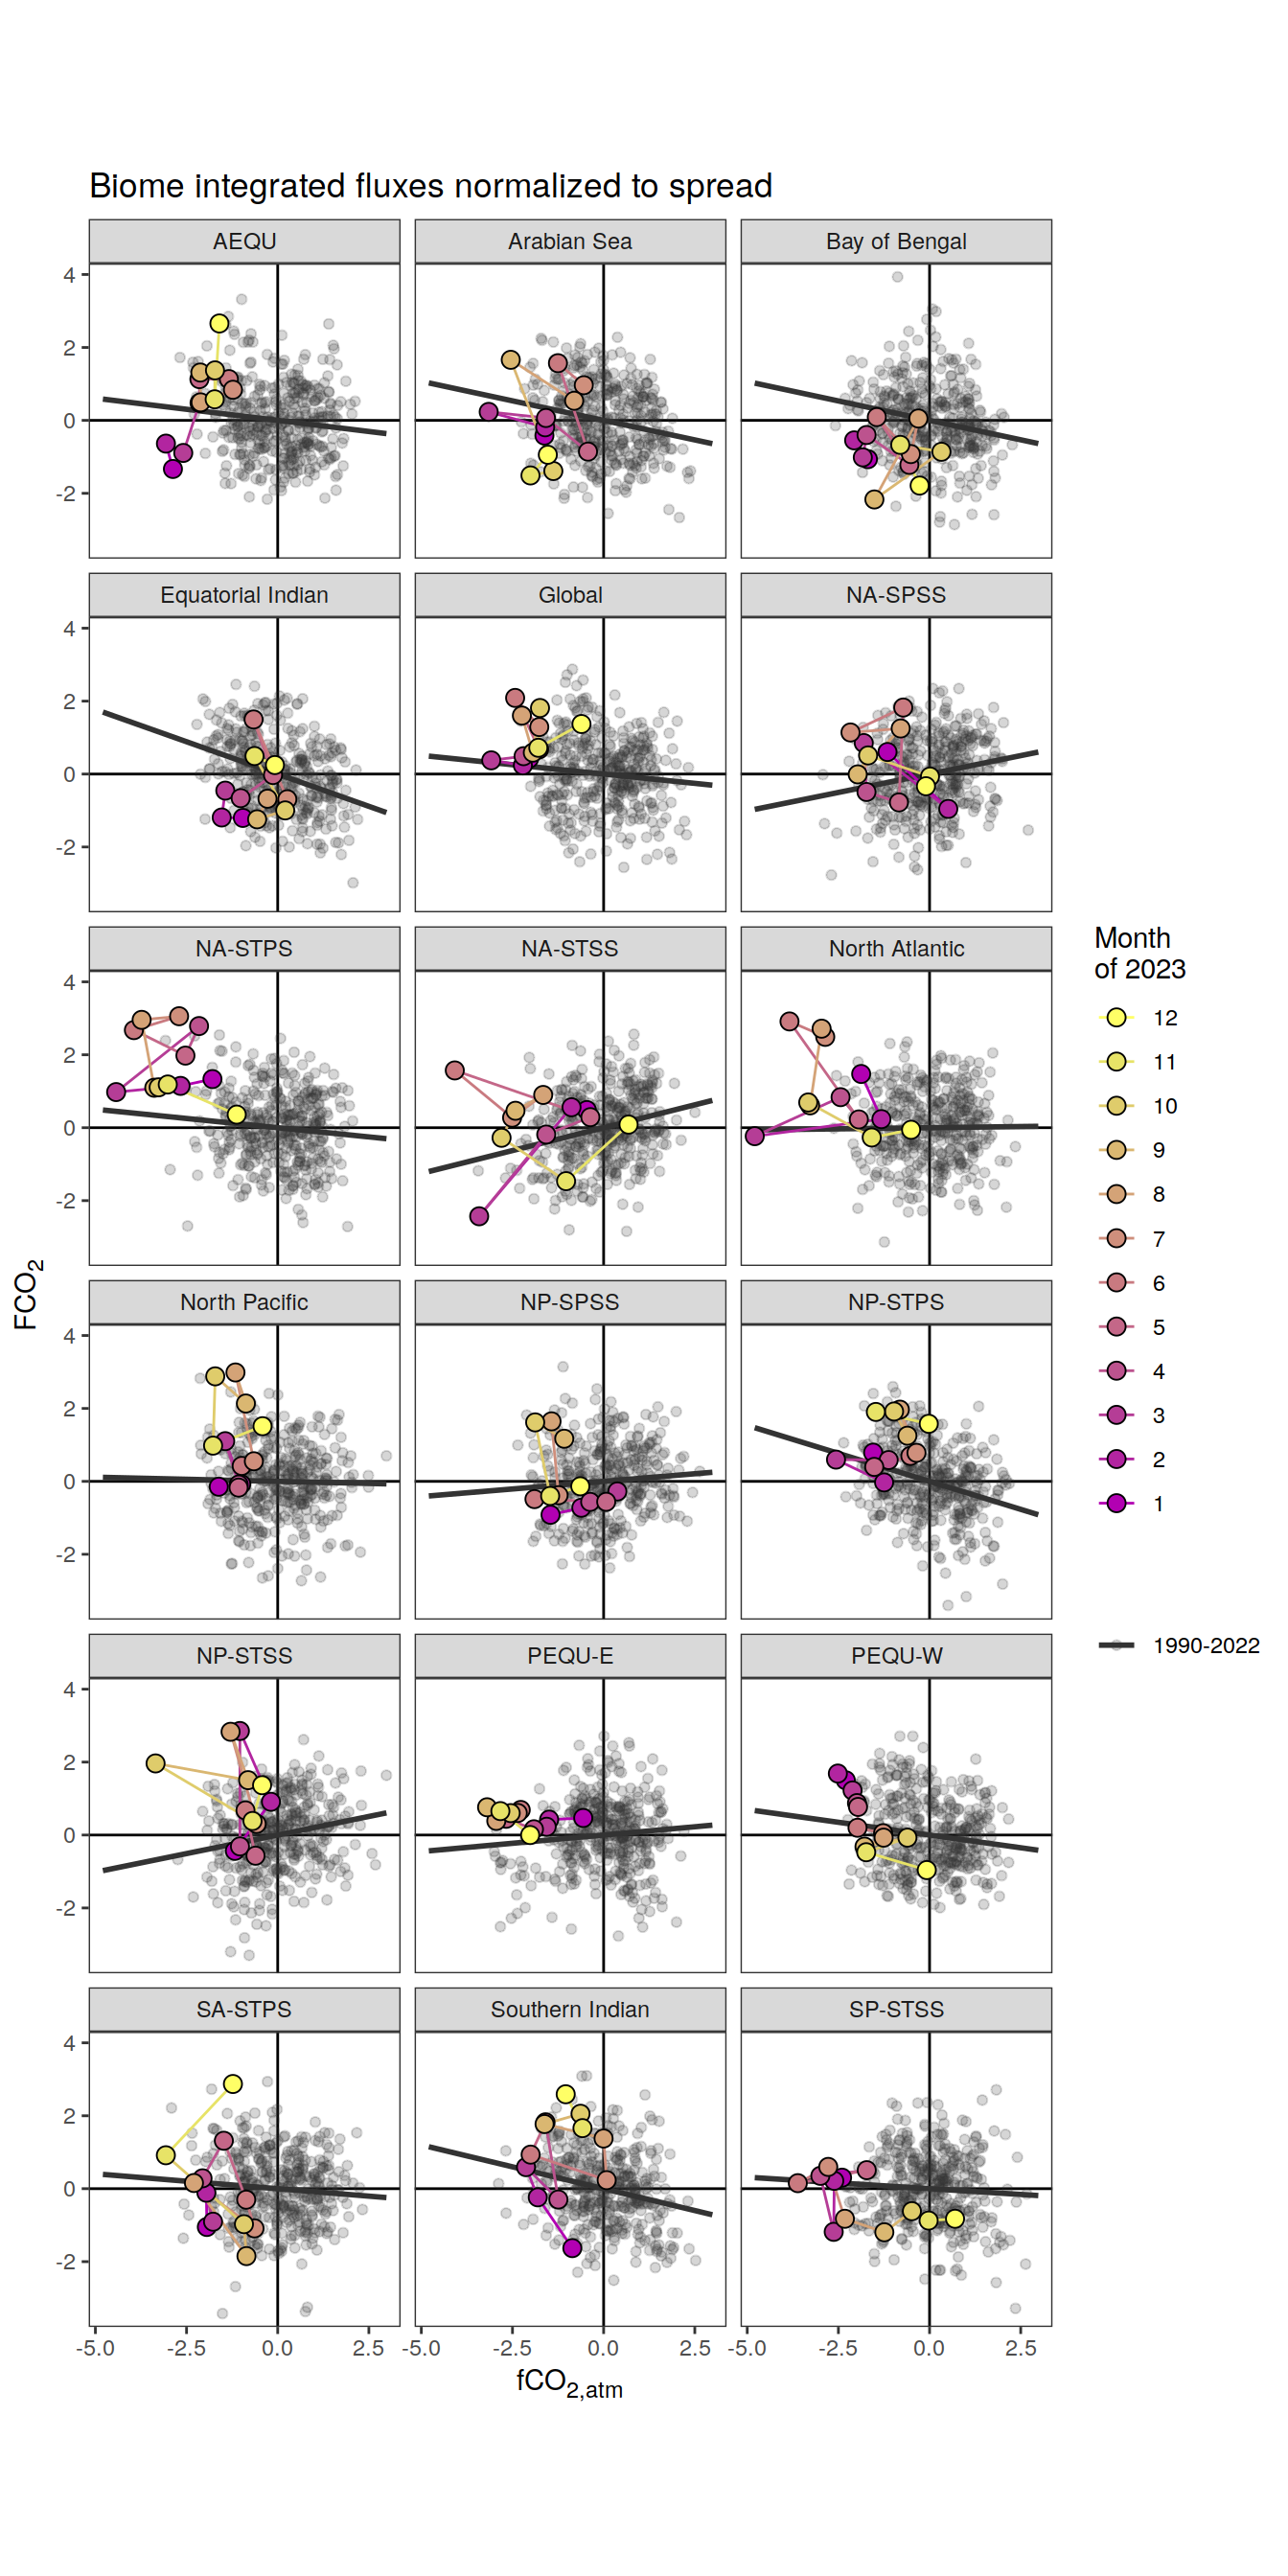 Biome integrated fluxes normalized to spread
AEQU
Arabian Sea
Bay of Bengal
4
2
0
-2
Equatorial Indian
Global
NA-SPSS
4
2
0
-2
NA-STPS
NA-STSS
North Atlantic
4
2
0
-2
North Pacific
NP-SPSS
NP-STPS
4
2
0
-2
NP-STSS
PEQU-E
PEQU-W
4
2
0
-2
SA-STPS
Southern Indian
SP-STSS
4
2
0
-2
-5.0 -2.5 0.0 2.5
-5.0 -2.5 0.0 2.5
-5.0 -2.5 0.0 2.5
fCO2,atm
FCO2
Month
of 2023
12
11
10
9
8
7
6
5
4
3
2
1
1990-2022